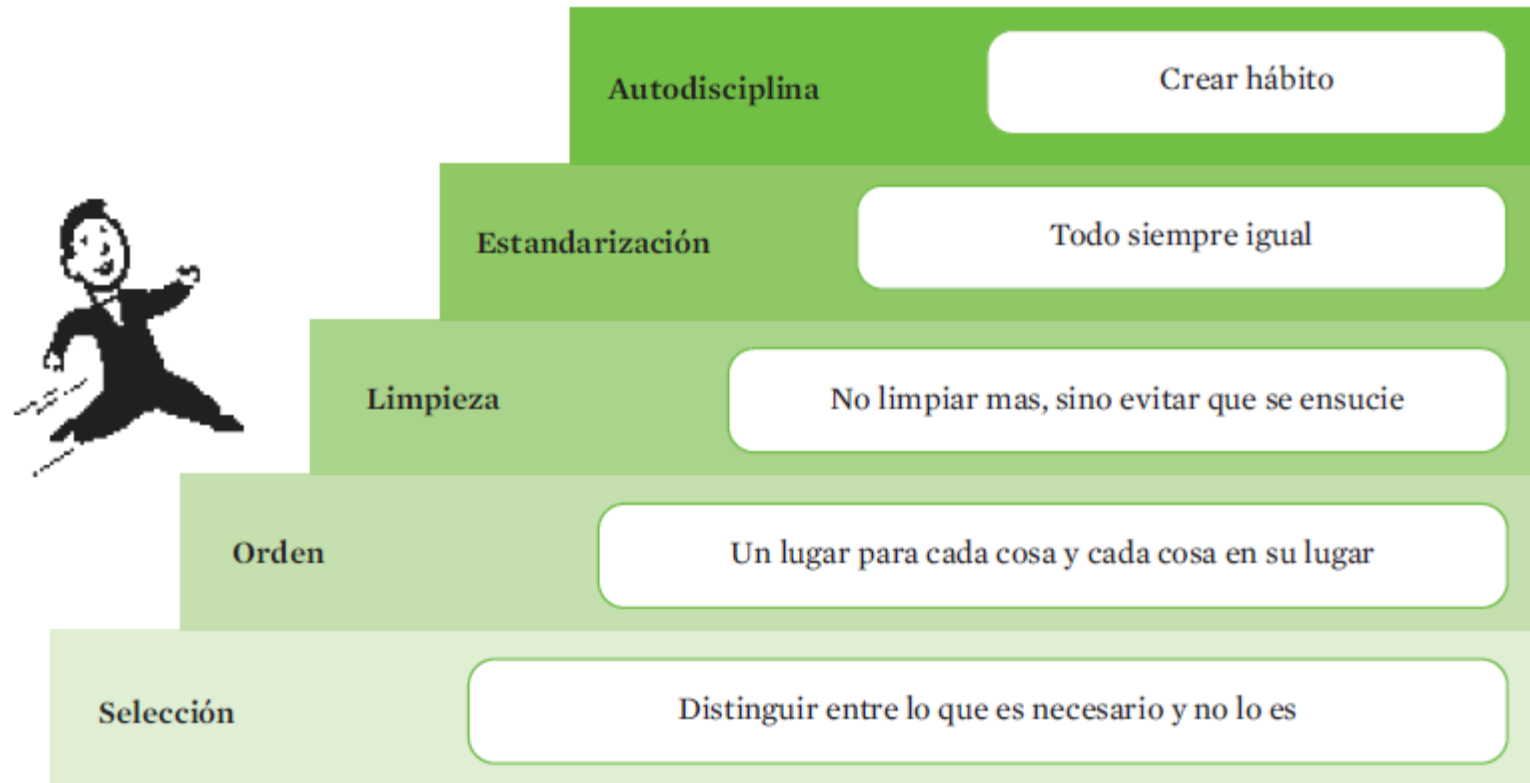 Autodisciplina
Crear hábito
Estandarización
Todo siempre igual
Limpieza
No limpiar mas, sino evitar que se ensucie
Orden
Un lugar para cada cosa y cada cosa en su lugar
Selección
Distinguir entre lo que es necesario y no lo es